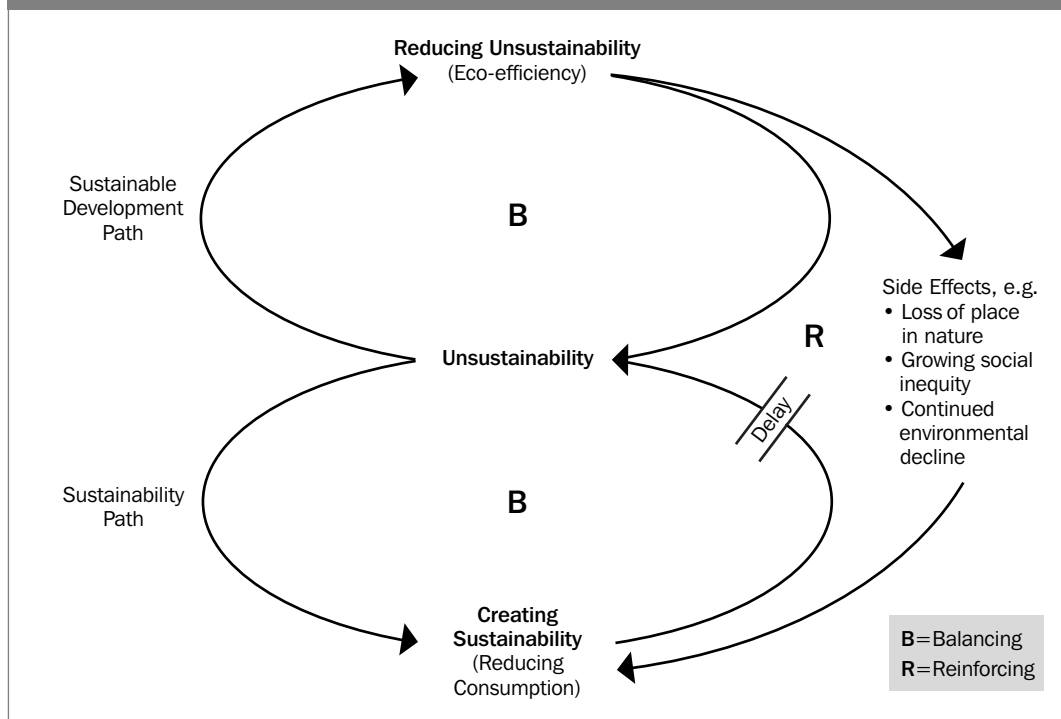 Reducing Unsustainability
(Eco-efficiency)
Sustainable
Development
Path
B
Side Effects, e.g.
• Loss of place
in nature
• Growing social
inequity
• Continued
environmental
decline
R
Unsustainability
Delay
Sustainability
Path
B
Creating
Sustainability
(Reducing
Consumption)
B=Balancing
R=Reinforcing